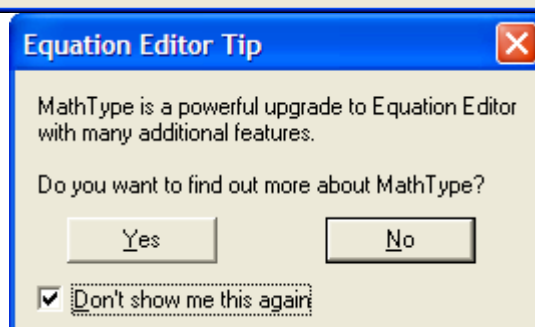 Equation Editor Tip
MathType is a powerful upgrade to Equation Editor
with many additional features.
Do you want to find out more about MathType?
Yes No
Don't show me this again